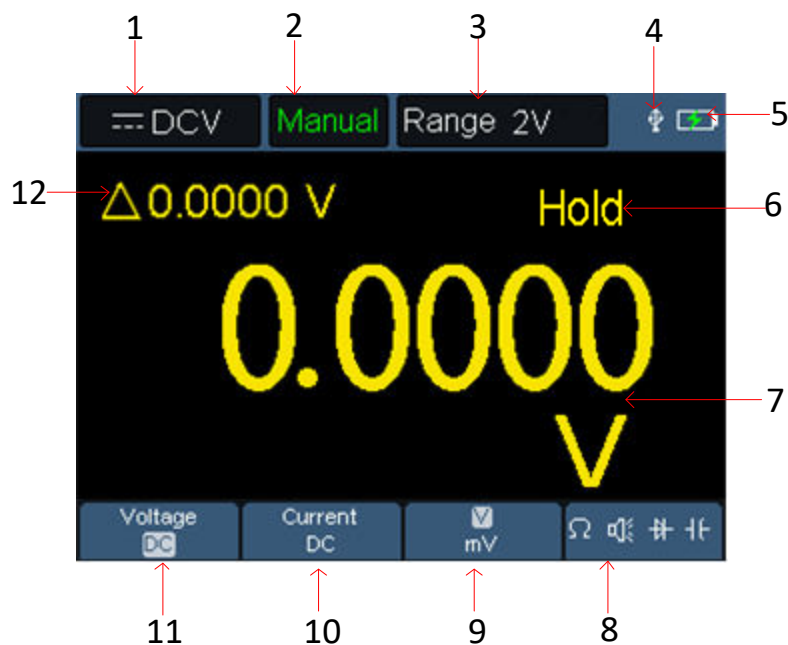 1 2 3 4
DCV Manual Range 2V 5
12 △0.0000 V Hold 6
0.0000
7
V
Voltage Current V Ω
DC DC mV
11 10 9 8